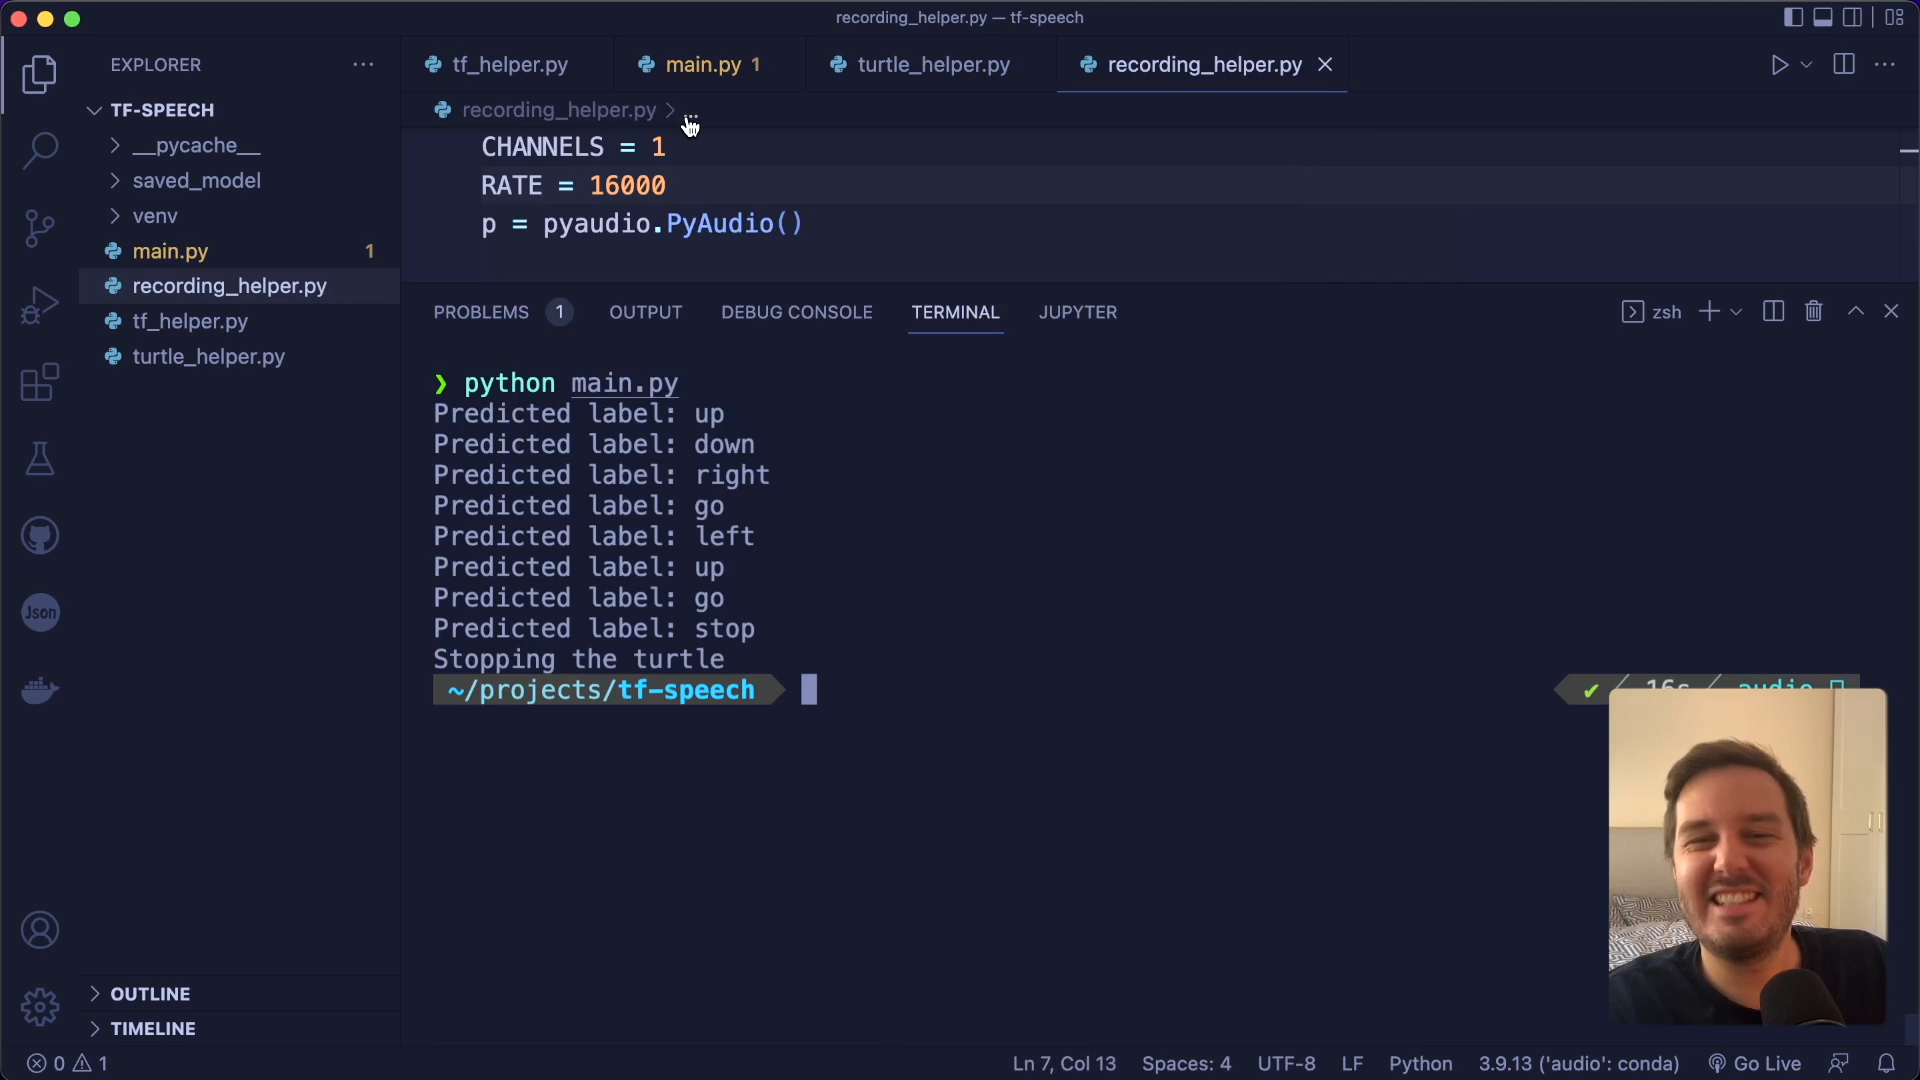 recording_helper.py — tf-speech
EXPLORER
TF-SPEECH
__pycache__
saved_model
venv
main.py 1
recording_helper.py
tf_helper.py
turtle_helper.py
OUTLINE
TIMELINE
Json
tf_helper.py
main.py 1
turtle_helper.py
recording_helper.py
recording_helper.py
CHANNELS = 1
RATE = 16000
p = pyaudio.PyAudio()
PROBLEMS 1 OUTPUT DEBUG CONSOLE TERMINAL JUPYTER
zsh
❯ python main.py
Predicted label: up
Predicted label: down
Predicted label: right
Predicted label: go
Predicted label: left
Predicted label: up
Predicted label: go
Predicted label: stop
Stopping the turtle
~/projects/tf-speech
16s / audio
0 1
Ln 7, Col 13 Spaces: 4 UTF-8 LF Python 3.9.13 ('audio': conda) Go Live